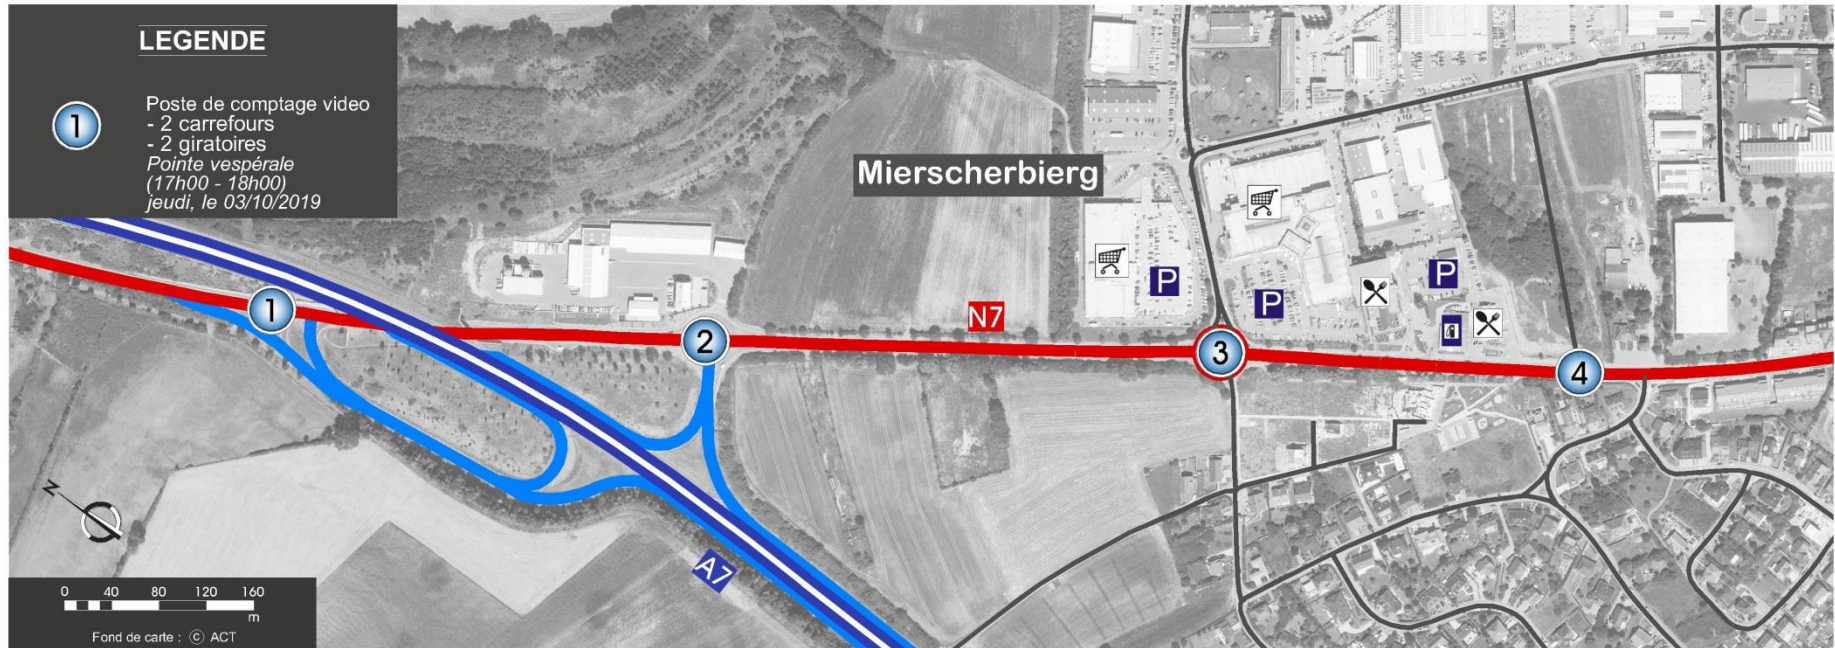 LEGENDE
1
Poste de comptage video
- 2 carrefours
- 2 giratoires
Pointe vespérale
(17h00 - 18h00)
jeudi, le 03/10/2019
Mierscherbierg
P
P
P
N7
1
2
3
4
N
A7
0 40 80 120 160
m
Fond de carte : © ACT